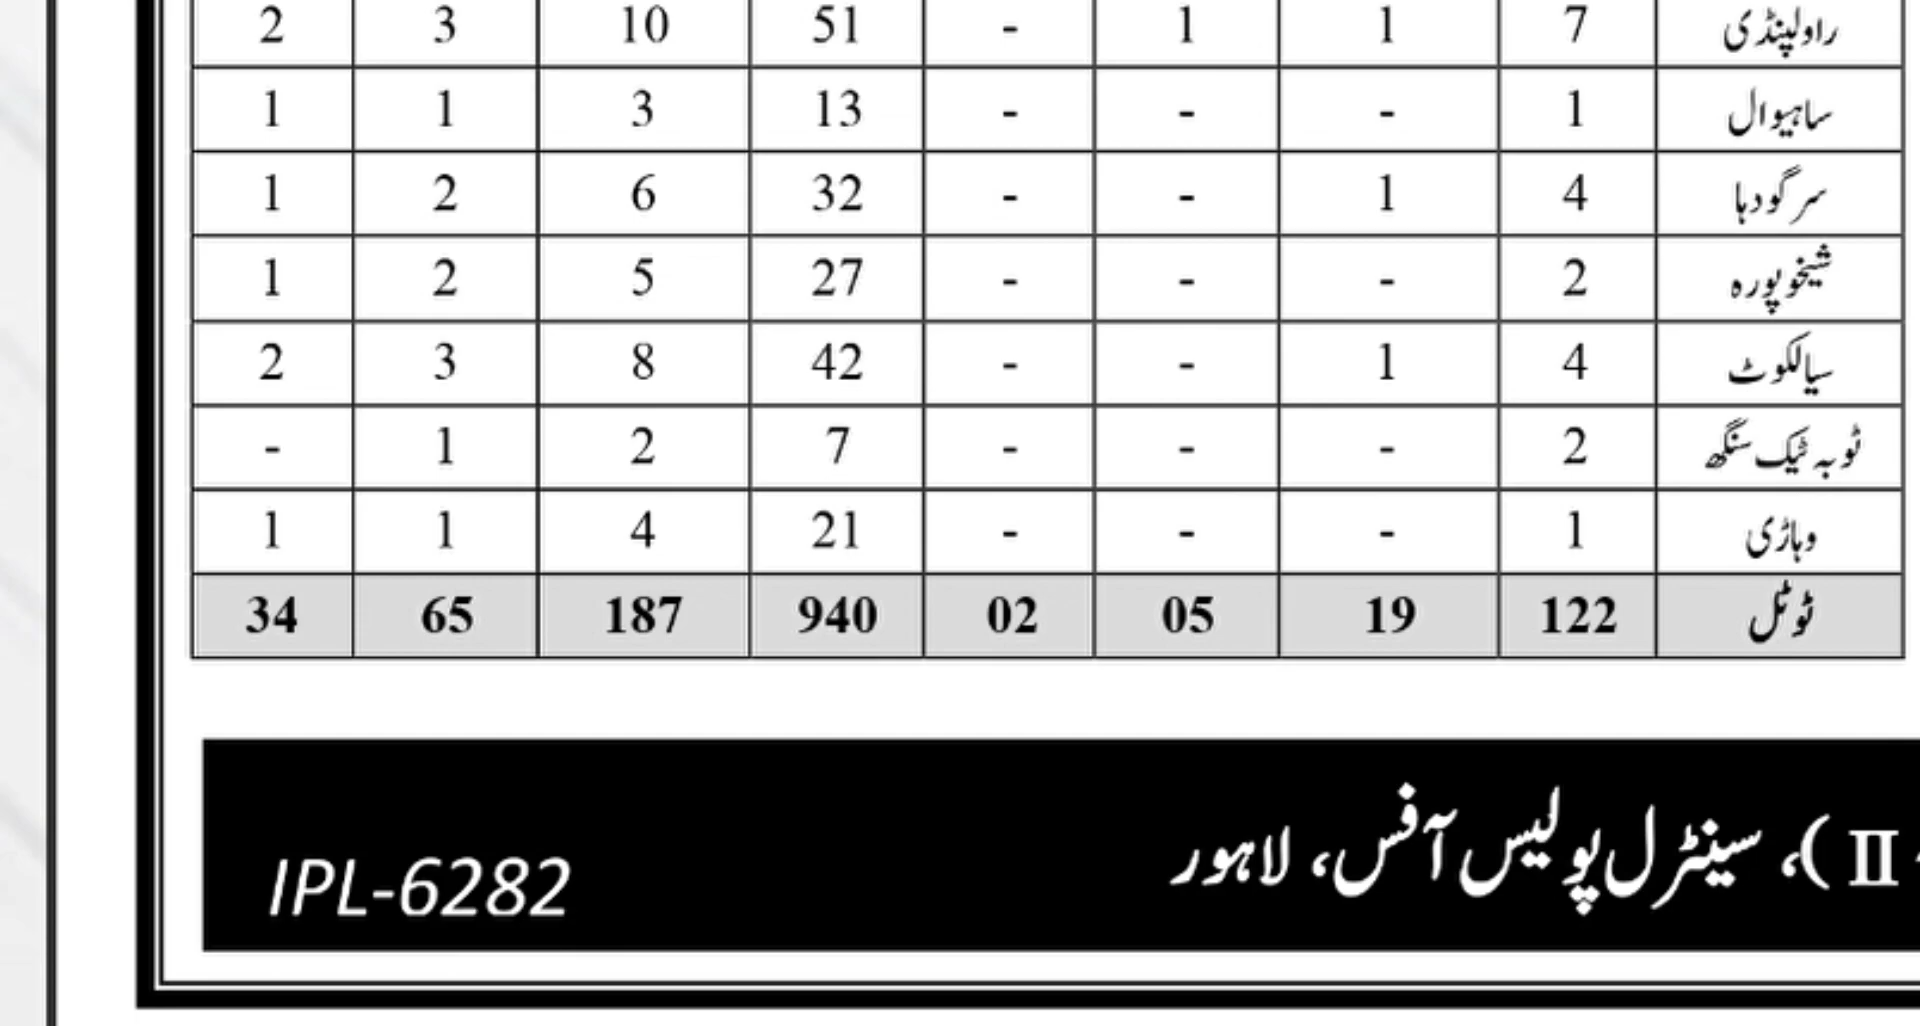 راولپنڈی 7 1 1 - 51 10 3 2
ساہیوال 1 - - - 13 3 1 1
سرگودہا 4 1 - - 32 6 2 1
شیخوپورہ 2 - - - 27 5 2 1
سیالکوٹ 4 1 - - 42 8 3 2
ٹوبہ ٹیک سنگھ 2 - - - 7 2 1 -
وہاڑی 1 - - - 21 4 1 1
ٹوٹل 122 19 05 02 940 187 65 34
II)، سینٹرل پولیس آفس، لاہور
IPL-6282